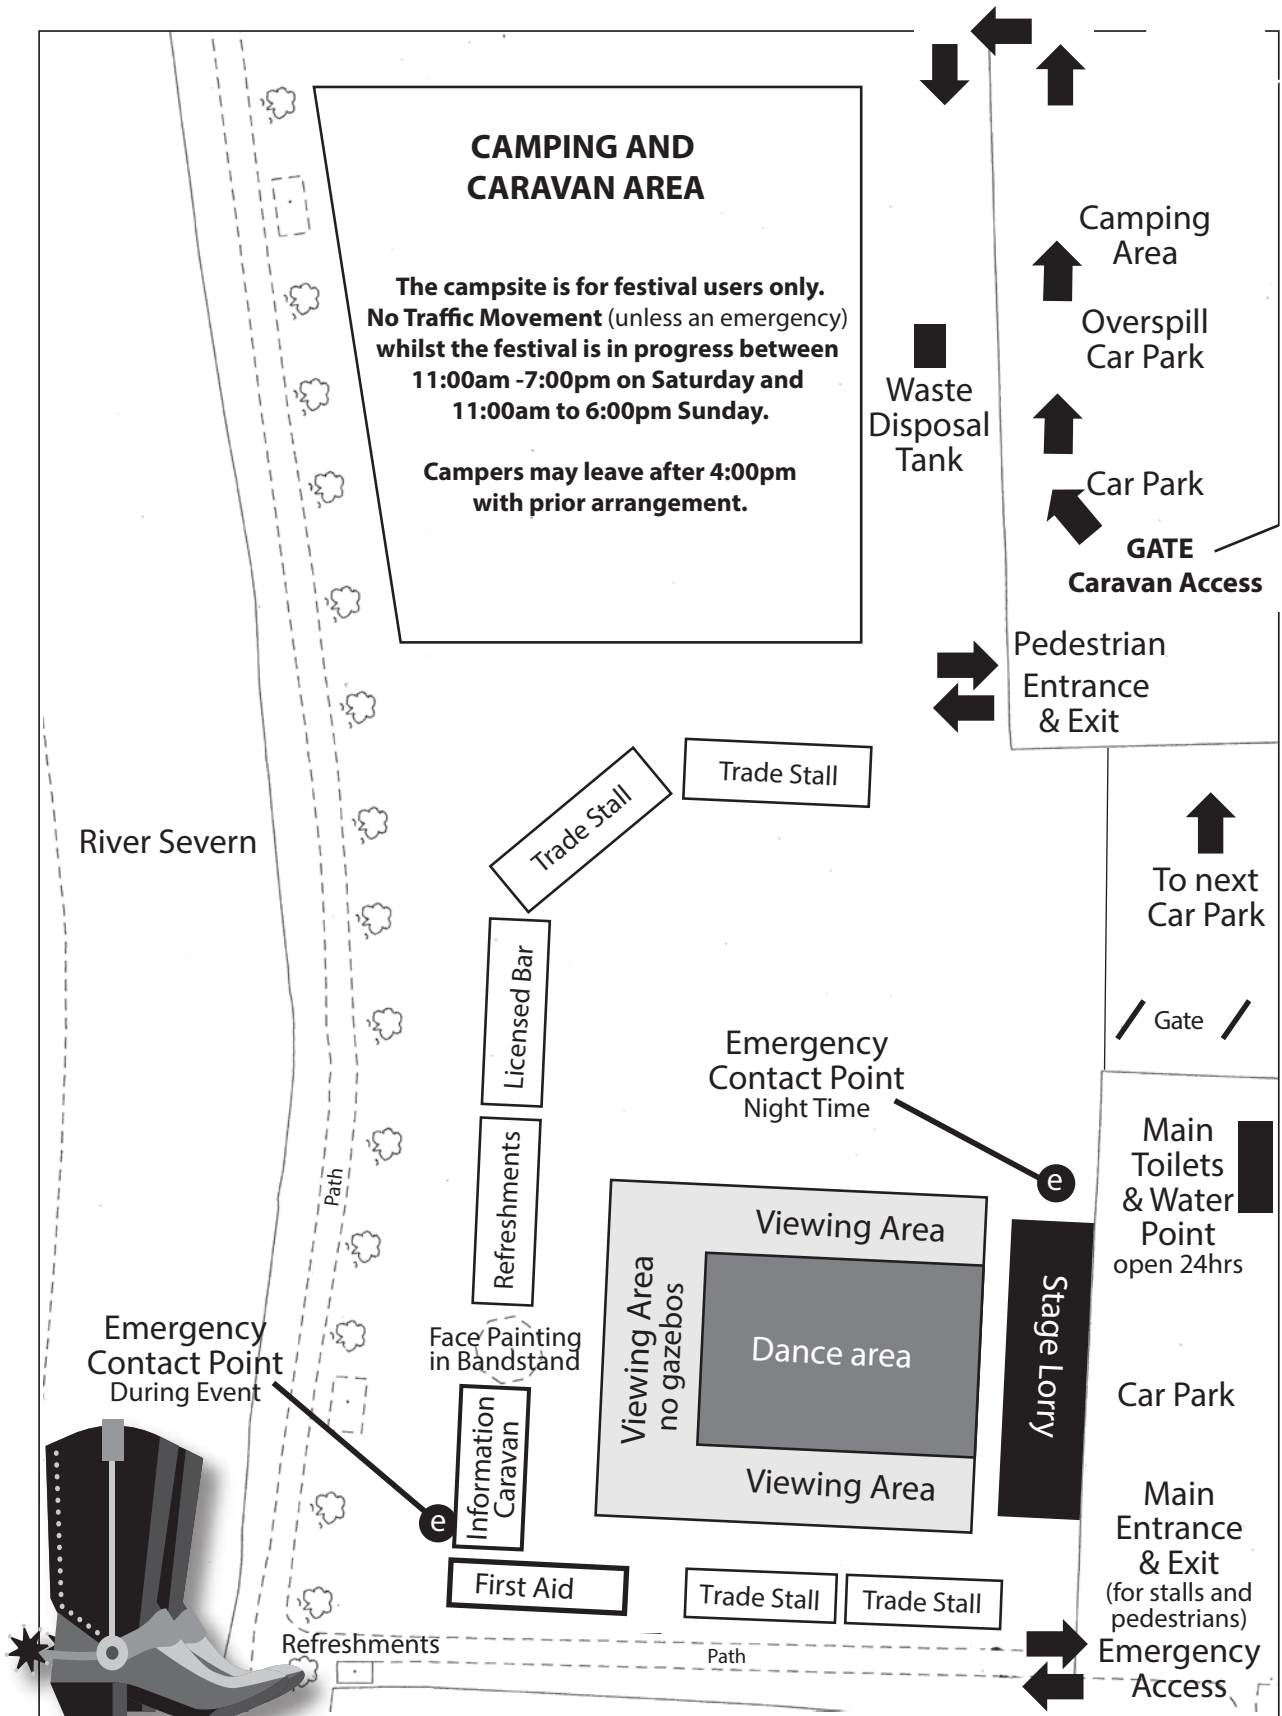 CAMPING AND
CARAVAN AREA
The campsite is for festival users only.
No Traffic Movement (unless an emergency)
whilst the festival is in progress between
11:00am -7:00pm on Saturday and
11:00am to 6:00pm Sunday.
Campers may leave after 4:00pm
with prior arrangement.
Camping
Area
Overspill
Car Park
Waste
Disposal
Tank
Car Park
GATE
Caravan Access
Pedestrian
Entrance
& Exit
Trade Stall
Trade Stall
River Severn
To next
Car Park
Licensed Bar
Gate
Emergency
Contact Point
Night Time
e
Main
Toilets
& Water
Point
open 24hrs
Path
Refreshments
Viewing Area
Viewing Area
no gazebos
Dance area
Viewing Area
Stage Lorry
Emergency
Contact Point
During Event
Face Painting
in Bandstand
Car Park
Information
Caravan
e
First Aid
Trade Stall
Trade Stall
Main
Entrance
& Exit
(for stalls and
pedestrians)
Emergency
Access
Refreshments
Path